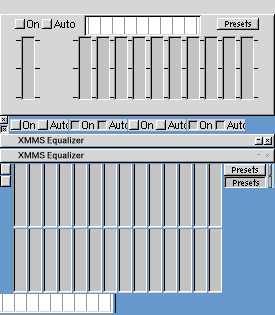 On Auto Presets
On Auto On Auto On Auto On Auto
XMMS Equalizer
XMMS Equalizer
Presets
Presets